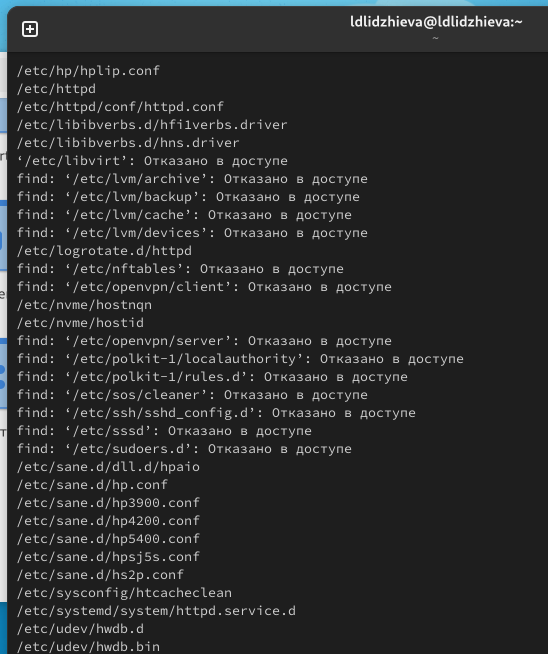 ldlidzhieva@ldlidzhieva:~
~
/etc/hp/hplip.conf
/etc/httpd
/etc/httpd/conf/httpd.conf
/etc/libibverbs.d/hfi1verbs.driver
/etc/libibverbs.d/hns.driver
‘/etc/libvirt’: Отказано в доступе
find: ‘/etc/lvm/archive’: Отказано в доступе
find: ‘/etc/lvm/backup’: Отказано в доступе
find: ‘/etc/lvm/cache’: Отказано в доступе
find: ‘/etc/lvm/devices’: Отказано в доступе
/etc/logrotate.d/httpd
find: ‘/etc/nftables’: Отказано в доступе
find: ‘/etc/openvpn/client’: Отказано в доступе
/etc/nvme/hostnqn
/etc/nvme/hostid
find: ‘/etc/openvpn/server’: Отказано в доступе
find: ‘/etc/polkit-1/localauthority’: Отказано в доступе
find: ‘/etc/polkit-1/rules.d’: Отказано в доступе
find: ‘/etc/sos/cleaner’: Отказано в доступе
find: ‘/etc/ssh/sshd_config.d’: Отказано в доступе
find: ‘/etc/sssd’: Отказано в доступе
find: ‘/etc/sudoers.d’: Отказано в доступе
/etc/sane.d/dll.d/hpaio
/etc/sane.d/hp.conf
/etc/sane.d/hp3900.conf
/etc/sane.d/hp4200.conf
/etc/sane.d/hp5400.conf
/etc/sane.d/hpsj5s.conf
/etc/sane.d/hs2p.conf
/etc/sysconfig/htcacheclean
/etc/systemd/system/httpd.service.d
/etc/udev/hwdb.d
/etc/udev/hwdb.bin